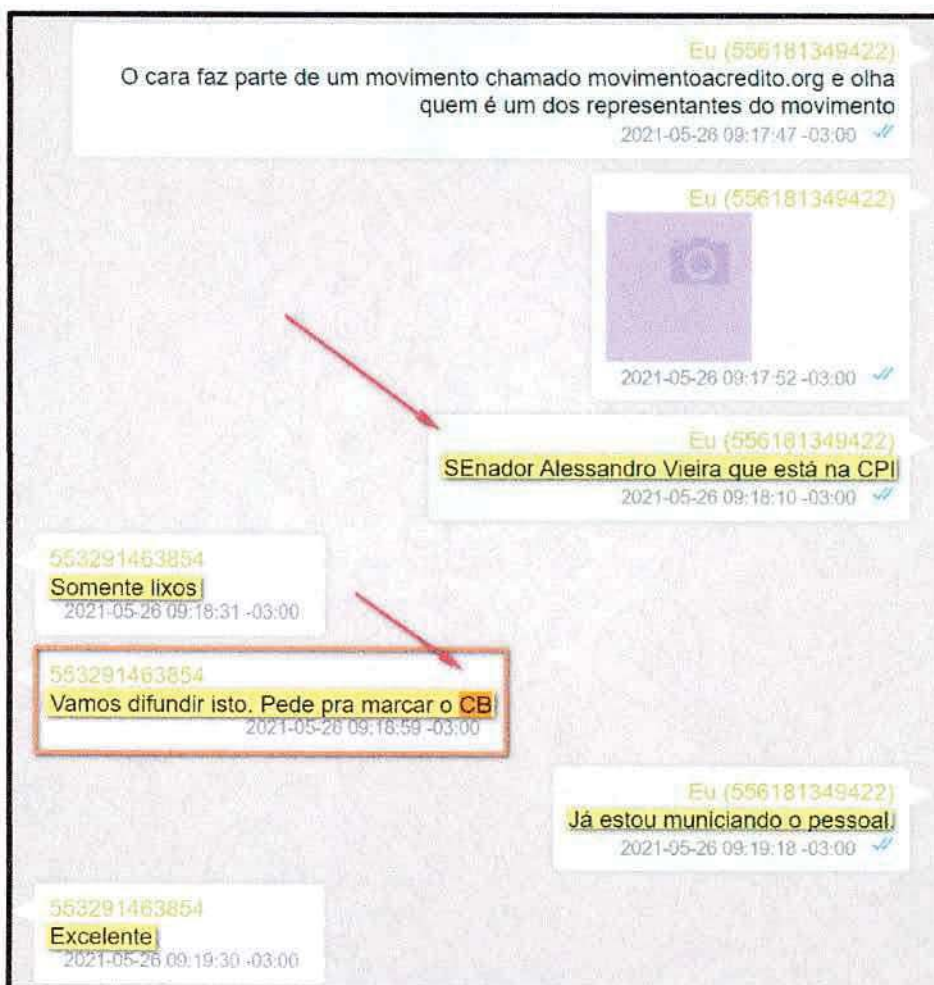 Eu (556181349422)
O cara faz parte de um movimento chamado movimentoacredito.org e olha
quem é um dos representantes do movimento
2021-05-26 09:17:47 -03:00
Eu (556181349422)
2021-05-26 09:17:52 -03:00
Eu (556181349422)
SEnador Alessandro Vieira que está na CPI
2021-05-26 09:18:10 -03:00
553291463854
Somente lixos
2021-05-26 09:18:31 -03:00
553291463854
Vamos difundir isto. Pede pra marcar o CB
2021-05-26 09:18:59 -03:00
Eu (556181349422)
Já estou municiando o pessoal.
2021-05-26 09:19:18 -03:00
553291463854
Excelente
2021-05-26 09:19:30 -03:00